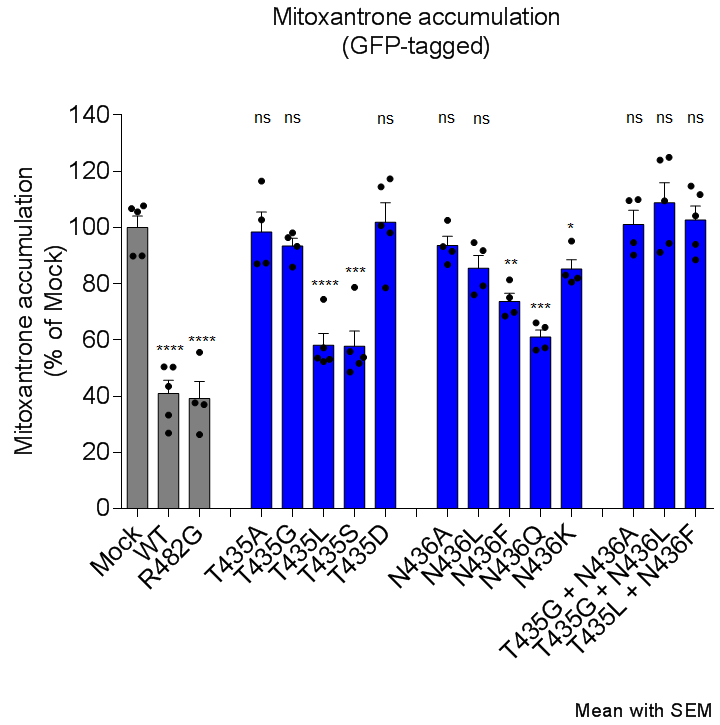 Mitoxantrone accumulation
(GFP-tagged)
Mitoxantrone accumulation
(% of Mock)
140
120
100
80
60
40
20
0
ns ns ns ns ns ns ns ns
**** **** **** *** ** *** *
Mock
WT
R482G
T435A
T435G
T435L
T435S
T435D
N436A
N436L
N436F
N436Q
N436K
T435G + N436A
T435G + N436L
T435L + N436F
Mean with SEM